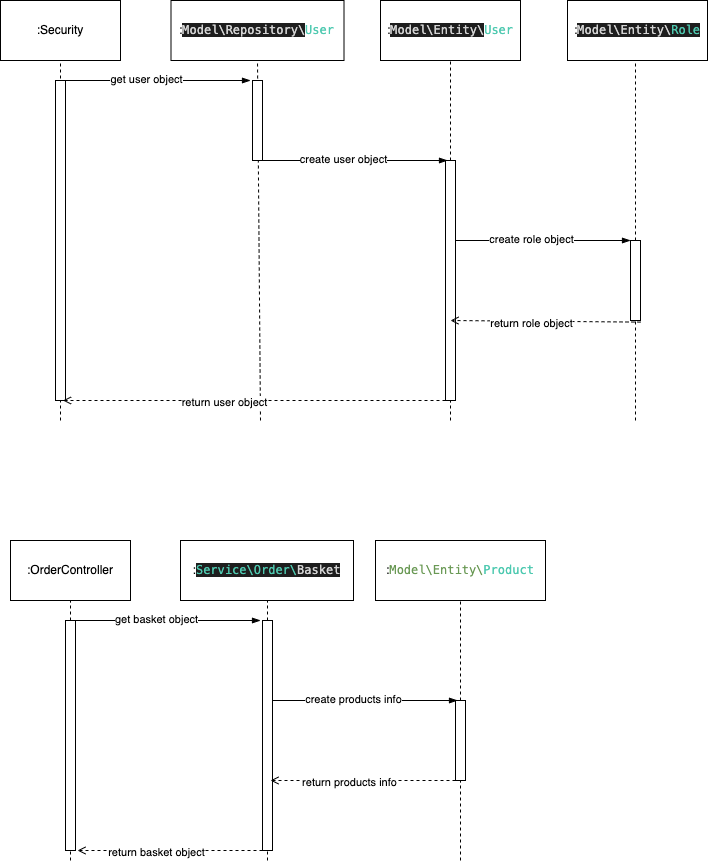 :Security
:Model\Repository\User
:Model\Entity\User
:Model\Entity\Role
get user object
create user object
create role object
return role object
return user object
:OrderController
:Service\Order\Basket
:Model\Entity\Product
get basket object
create products info
return products info
return basket object